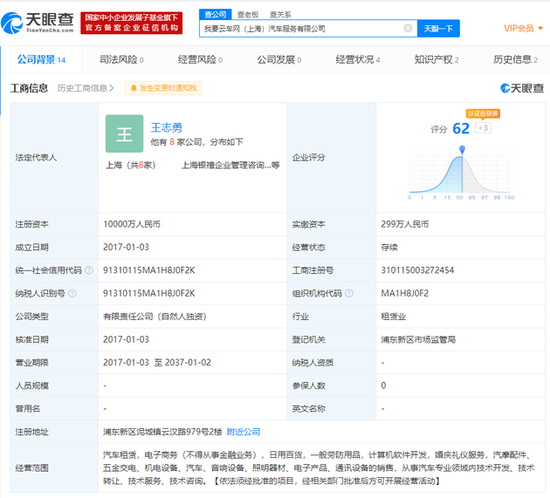 天眼查
TianYanCha.com
国家中小企业发展子基金旗下
官方备案企业征信机构
查公司 查老板 查关系
我要云车网（上海）汽车服务有限公司
天眼一下
VIP会员
公司背景 14 司法风险 0 经营风险 0 公司发展 0 经营状况 4 知识产权 2 历史信息 2
工商信息 历史工商信息 发生变更时通知我 天眼查
法定代表人 王 王志勇
他有 8 家公司，分布如下
上海（共8家） 上海银禧企业管理咨询...等
企业评分 评分 62 +3
认证后获得
0 1 3 15 50 85 97 99 100
注册资本 10000万人民币 实缴资本 299万人民币
成立日期 2017-01-03 经营状态 存续
统一社会信用代码 91310115MA1H8J0F2K 工商注册号 310115003272454
纳税人识别号 91310115MA1H8J0F2K 组织机构代码 MA1H8J0F2
公司类型 有限责任公司（自然人独资） 行业 租赁业
核准日期 2017-01-03 登记机关 浦东新区市场监管局
营业期限 2017-01-03 至 2037-01-02 纳税人资质 -
人员规模 - 参保人数 0
曾用名 - 英文名称 -
注册地址 浦东新区泥城镇云汉路979号2楼 附近公司
经营范围 汽车租赁，电子商务（不得从事金融业务），日用百货，一般劳防用品，计算机软件开发，婚庆礼仪服务，汽摩配件、
五金交电、机电设备、汽车、音响设备、照明器材、电子产品、通讯设备的销售，从事汽车专业领域内技术开发、技术
转让、技术服务、技术咨询。【依法须经批准的项目，经相关部门批准后方可开展经营活动】